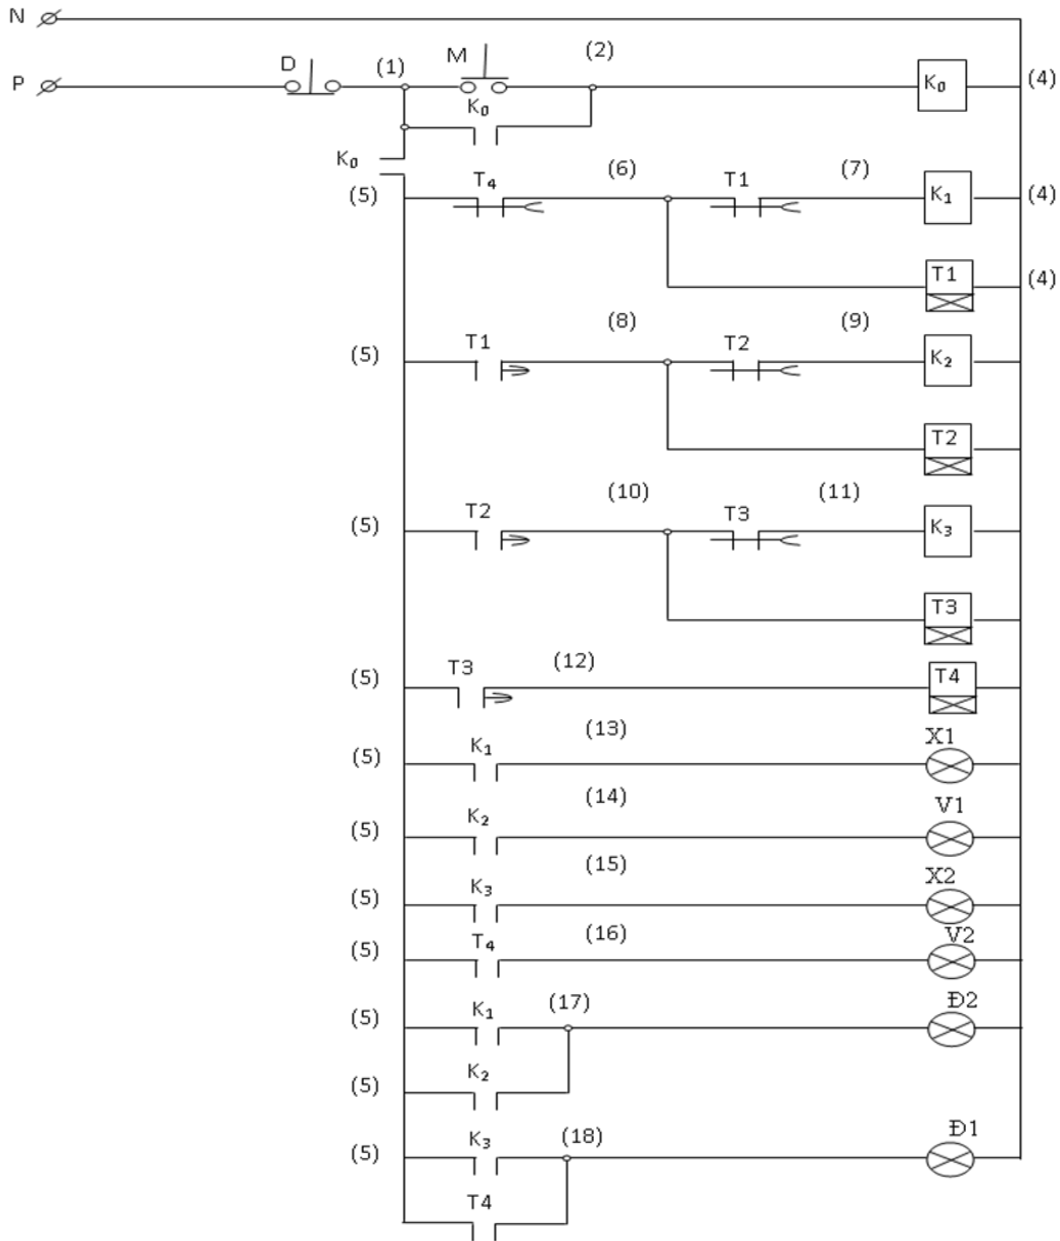 N
(2)
P D (1) M K₀ (4)
K₀
K₀
(5) T₄ (6) T1 (7) K₁ (4)
T1 (4)
(5) T1 (8) T2 (9) K₂
T2
(5) T2 (10) T3 (11) K₃
T3
(5) T3 (12) T4
(5) K₁ (13) X1
(5) K₂ (14) V1
(5) K₃ (15) X2
(5) T₄ (16) V2
(5) K₁ (17) Đ2
(5) K₂
(5) K₃ (18) Đ1
T4